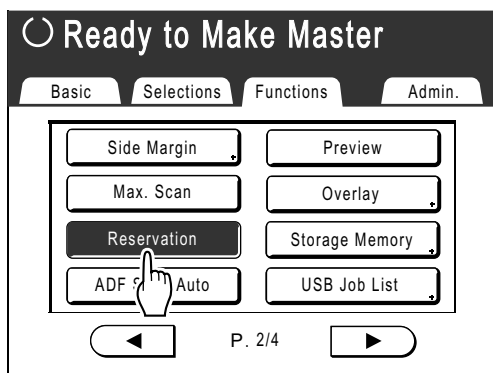 Ready to Make Master
Basic Selections Functions Admin.
Side Margin Preview
Max. Scan Overlay
Reservation Storage Memory
ADF Auto USB Job List
P. 2/4